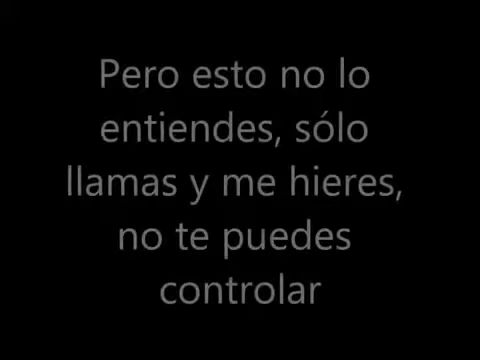 Pero esto no lo
entiendes, sólo
llamas y me hieres,
no te puedes
controlar